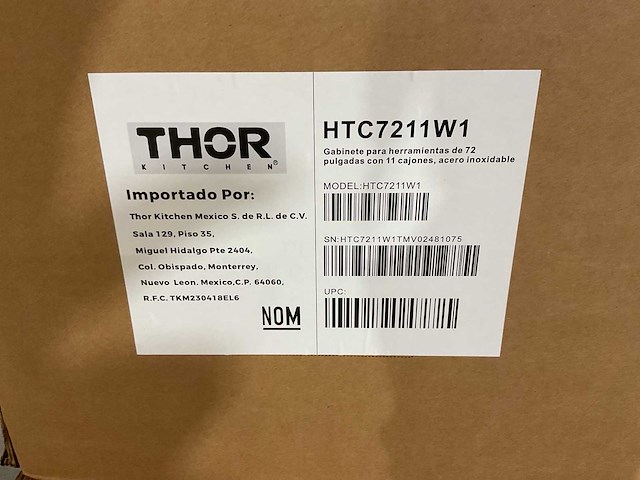 THOR
KITCHEN®
Importado Por:
Thor Kitchen Mexico S. de R.L. de C.V.
Sala 129, Piso 35,
Miguel Hidalgo Pte 2404,
Col. Obispado, Monterrey,
Nuevo Leon. Mexico,C.P. 64060,
R.F.C. TKM230418EL6
NOM
HTC7211W1
Gabinete para herramientas de 72
pulgadas con 11 cajones, acero inoxidable
MODEL:HTC7211W1
SN:HTC7211W1TMV02481075
UPC: